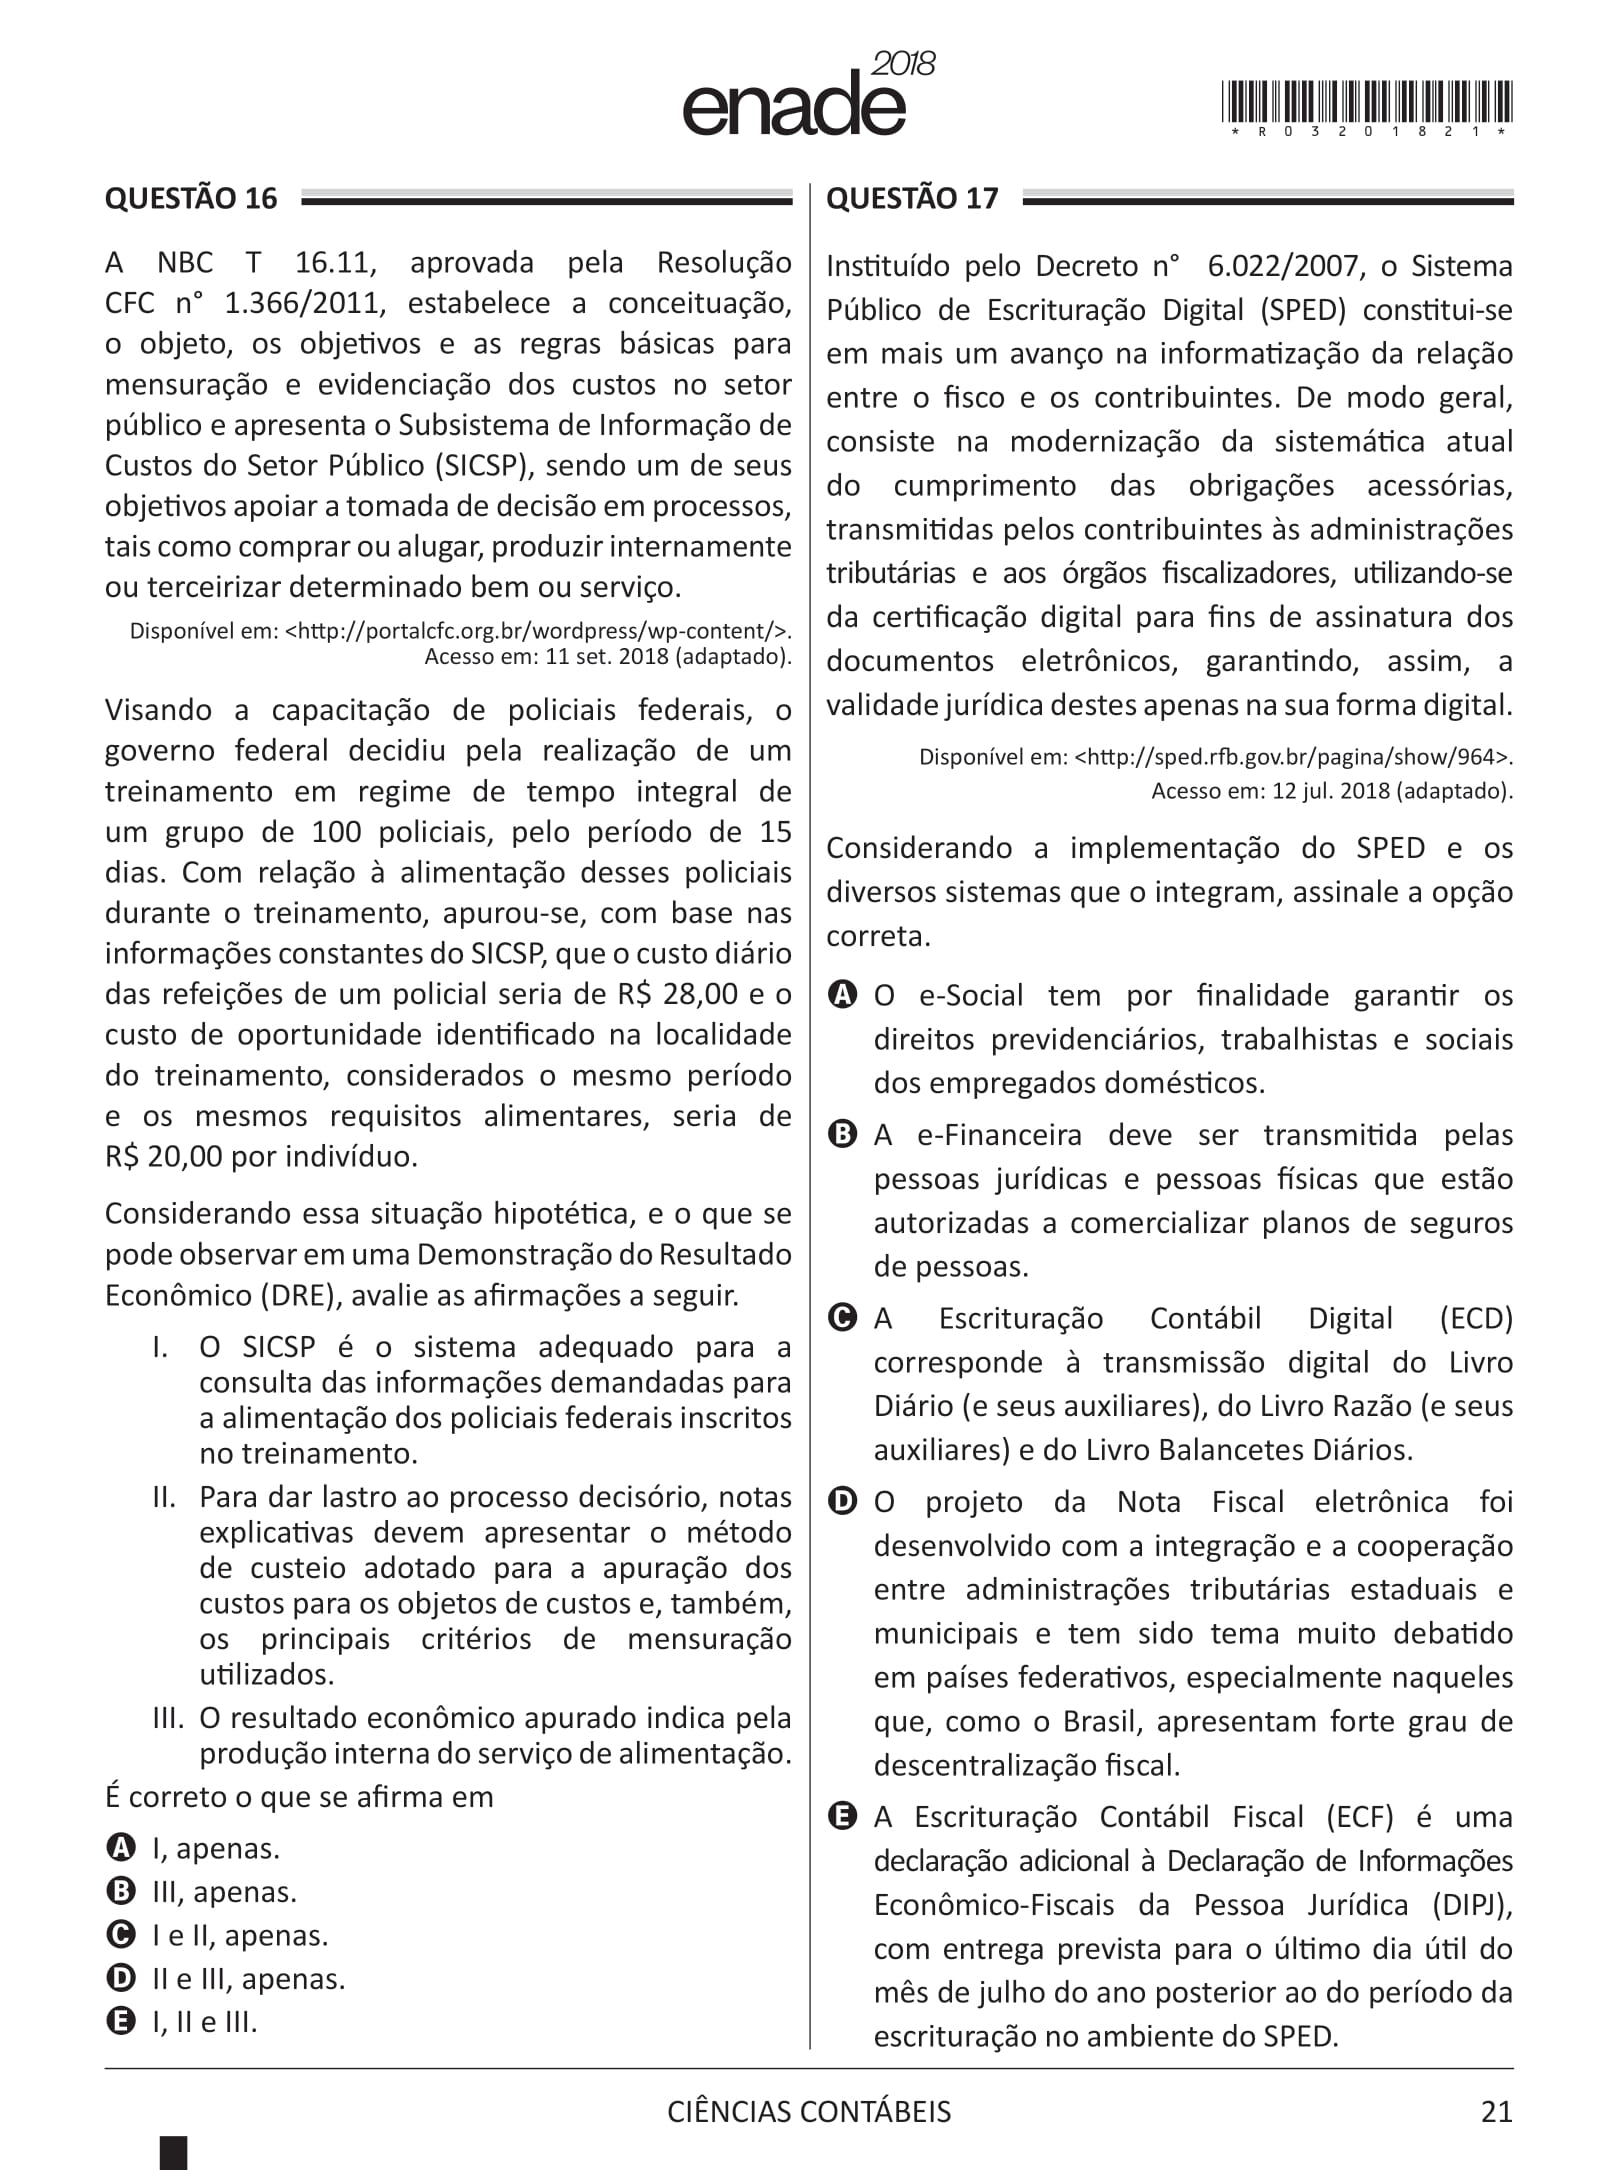 enade 2018
*R03201821*
QUESTÃO 16
A NBC T 16.11, aprovada pela Resolução
CFC n° 1.366/2011, estabelece a conceituação,
o objeto, os objetivos e as regras básicas para
mensuração e evidenciação dos custos no setor
público e apresenta o Subsistema de Informação de
Custos do Setor Público (SICSP), sendo um de seus
objetivos apoiar a tomada de decisão em processos,
tais como comprar ou alugar, produzir internamente
ou terceirizar determinado bem ou serviço.
Disponível em: <http://portalcfc.org.br/wordpress/wp-content/>.
Acesso em: 11 set. 2018 (adaptado).
Visando a capacitação de policiais federais, o
governo federal decidiu pela realização de um
treinamento em regime de tempo integral de
um grupo de 100 policiais, pelo período de 15
dias. Com relação à alimentação desses policiais
durante o treinamento, apurou-se, com base nas
informações constantes do SICSP, que o custo diário
das refeições de um policial seria de R$ 28,00 e o
custo de oportunidade identificado na localidade
do treinamento, considerados o mesmo período
e os mesmos requisitos alimentares, seria de
R$ 20,00 por indivíduo.
Considerando essa situação hipotética, e o que se
pode observar em uma Demonstração do Resultado
Econômico (DRE), avalie as afirmações a seguir.
I. O SICSP é o sistema adequado para a
consulta das informações demandadas para
a alimentação dos policiais federais inscritos
no treinamento.
II. Para dar lastro ao processo decisório, notas
explicativas devem apresentar o método
de custeio adotado para a apuração dos
custos para os objetos de custos e, também,
os principais critérios de mensuração
utilizados.
III. O resultado econômico apurado indica pela
produção interna do serviço de alimentação.
É correto o que se afirma em
A I, apenas.
B III, apenas.
C I e II, apenas.
D II e III, apenas.
E I, II e III.
QUESTÃO 17
Instituído pelo Decreto n° 6.022/2007, o Sistema
Público de Escrituração Digital (SPED) constitui-se
em mais um avanço na informatização da relação
entre o fisco e os contribuintes. De modo geral,
consiste na modernização da sistemática atual
do cumprimento das obrigações acessórias,
transmitidas pelos contribuintes às administrações
tributárias e aos órgãos fiscalizadores, utilizando-se
da certificação digital para fins de assinatura dos
documentos eletrônicos, garantindo, assim, a
validade jurídica destes apenas na sua forma digital.
Disponível em: <http://sped.rfb.gov.br/pagina/show/964>.
Acesso em: 12 jul. 2018 (adaptado).
Considerando a implementação do SPED e os
diversos sistemas que o integram, assinale a opção
correta.
A O e-Social tem por finalidade garantir os
direitos previdenciários, trabalhistas e sociais
dos empregados domésticos.
B A e-Financeira deve ser transmitida pelas
pessoas jurídicas e pessoas físicas que estão
autorizadas a comercializar planos de seguros
de pessoas.
C A Escrituração Contábil Digital (ECD)
corresponde à transmissão digital do Livro
Diário (e seus auxiliares), do Livro Razão (e seus
auxiliares) e do Livro Balancetes Diários.
D O projeto da Nota Fiscal eletrônica foi
desenvolvido com a integração e a cooperação
entre administrações tributárias estaduais e
municipais e tem sido tema muito debatido
em países federativos, especialmente naqueles
que, como o Brasil, apresentam forte grau de
descentralização fiscal.
E A Escrituração Contábil Fiscal (ECF) é uma
declaração adicional à Declaração de Informações
Econômico-Fiscais da Pessoa Jurídica (DIPJ),
com entrega prevista para o último dia útil do
mês de julho do ano posterior ao do período da
escrituração no ambiente do SPED.
CIÊNCIAS CONTÁBEIS
21